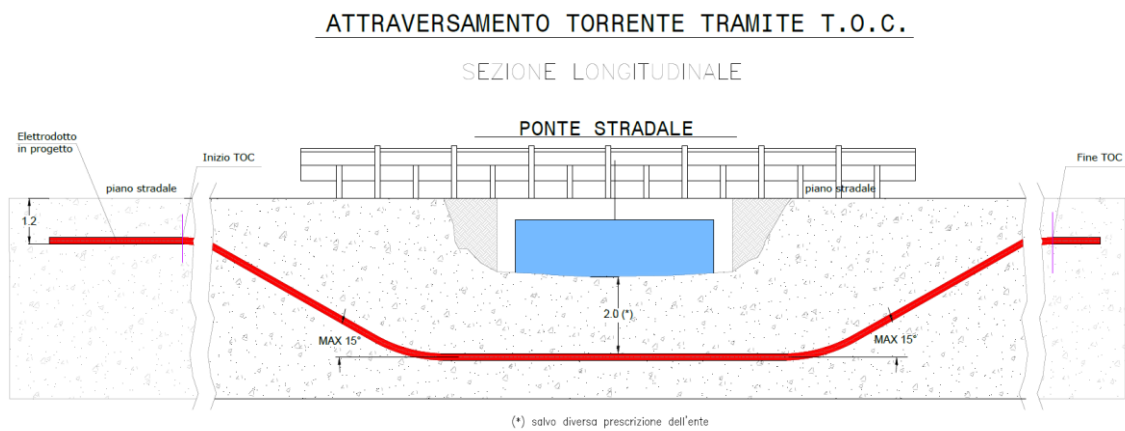 ATTRAVERSAMENTO TORRENTE TRAMITE T.O.C.
SEZIONE LONGITUDINALE
PONTE STRADALE
Elettrodotto
in progetto
Inizio TOC
Fine TOC
piano stradale
piano stradale
1.2
2.0 (*)
MAX 15°
MAX 15°
(*) salvo diversa prescrizione dell'ente